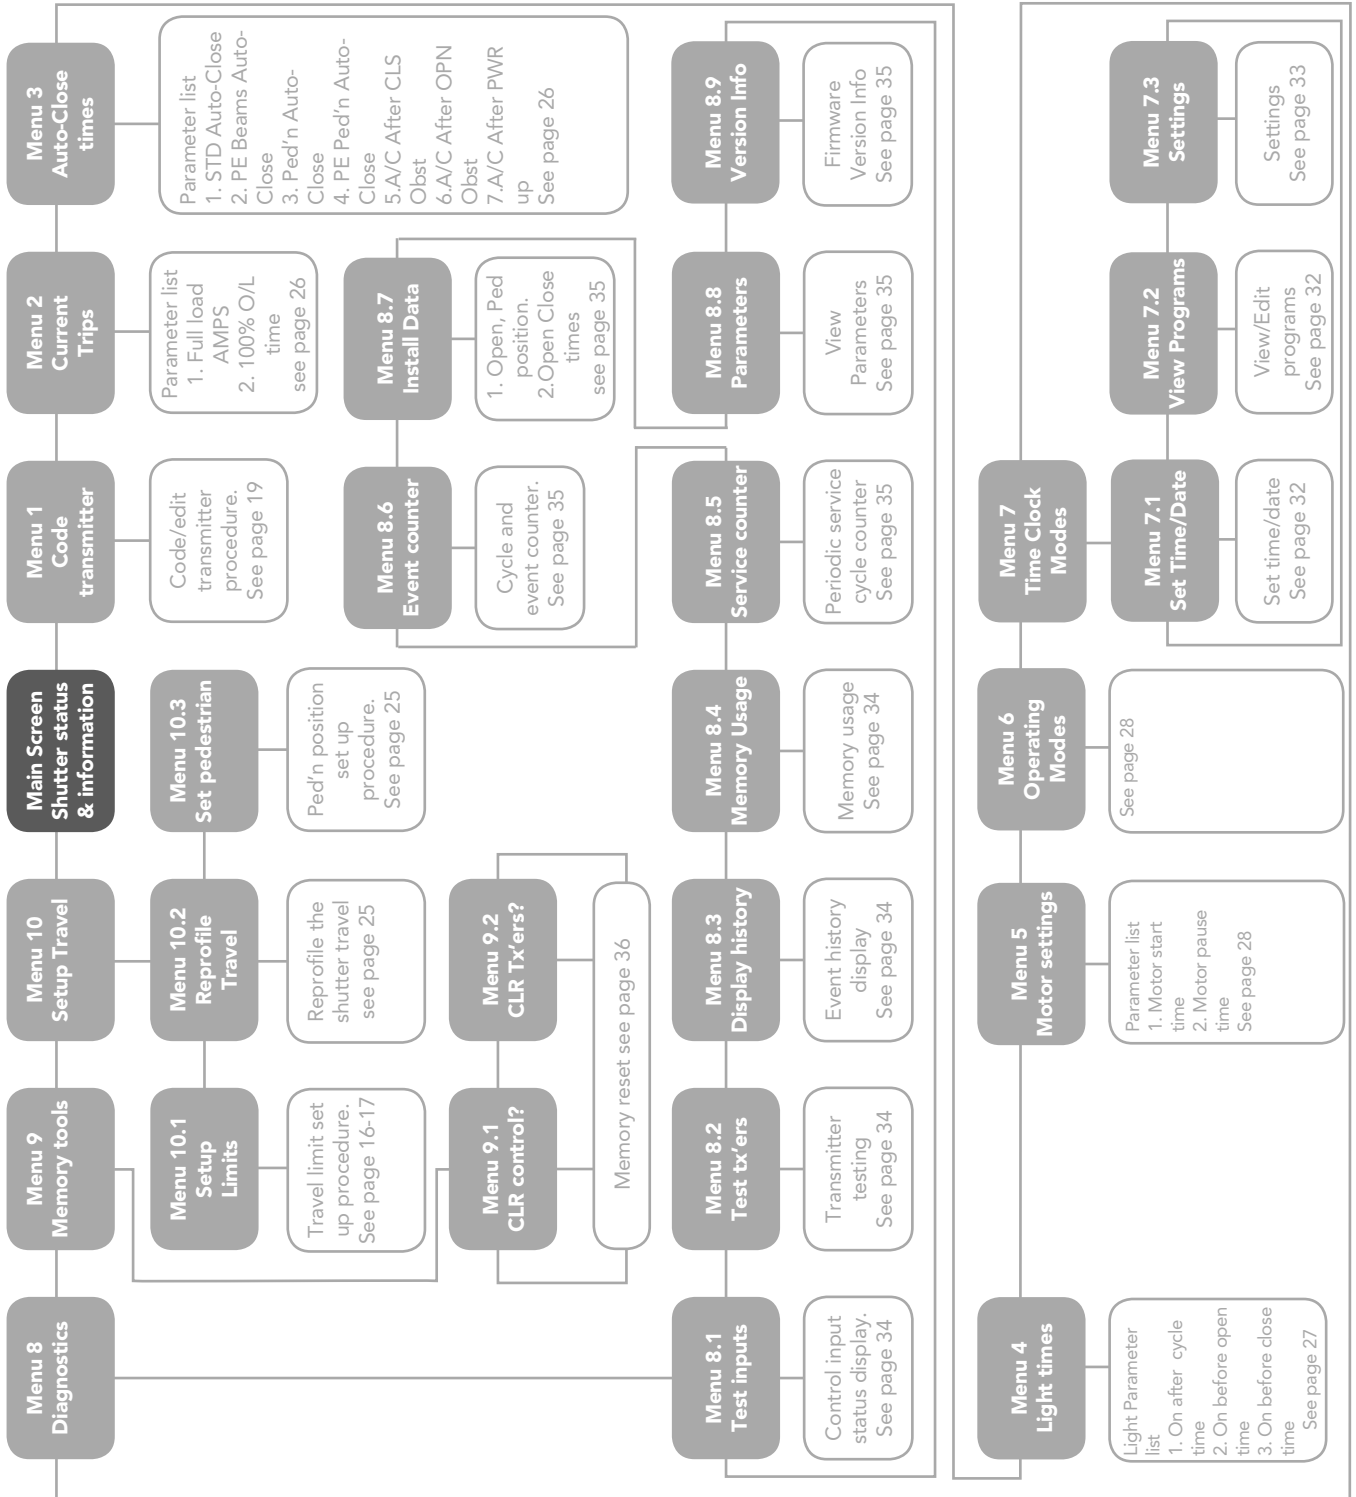 Menu 8
Diagnostics
Menu 9
Memory tools
Menu 10
Setup Travel
Main Screen
Shutter status
& information
Menu 1
Code
transmitter
Menu 2
Current
Trips
Menu 3
Auto-Close
times
Menu 10.1
Setup
Limits
Menu 10.2
Reprofile
Travel
Menu 10.3
Set pedestrian
Code/edit
transmitter
procedure.
See page 19
Parameter list
1. Full load
AMPS
2. 100% O/L
time
see page 26
Parameter list
1. STD Auto-Close
2. PE Beams Auto-
Close
3. Ped'n Auto-
Close
4. PE Ped'n Auto-
Close
5.A/C After CLS
Obst
6.A/C After OPN
Obst
7.A/C After PWR
up
See page 26
Travel limit set
up procedure.
See page 16-17
Reprofile the
shutter travel
see page 25
Ped'n position
set up
procedure.
See page 25
Menu 9.1
CLR control?
Menu 9.2
CLR Tx'ers?
Memory reset see page 36
Menu 8.6
Event counter
Cycle and
event counter.
See page 35
Menu 8.7
Install Data
1. Open, Ped
position.
2.Open Close
times
see page 35
Menu 8.1
Test inputs
Menu 8.2
Test tx'ers
Menu 8.3
Display history
Menu 8.4
Memory Usage
Menu 8.5
Service counter
Menu 8.8
Parameters
Menu 8.9
Version Info
Control input
status display.
See page 34
Transmitter
testing
See page 34
Event history
display
See page 34
Memory usage
See page 34
Periodic service
cycle counter
See page 35
View
Parameters
See page 35
Firmware
Version Info
See page 35
Menu 4
Light times
Menu 5
Motor settings
Menu 6
Operating
Modes
Menu 7
Time Clock
Modes
Light Parameter
list
1. On after cycle
time
2. On before open
time
3. On before close
time
See page 27
Parameter list
1. Motor start
time
2. Motor pause
time
See page 28
See page 28
Menu 7.1
Set Time/Date
Menu 7.2
View Programs
Menu 7.3
Settings
Set time/date
See page 32
View/Edit
programs
See page 32
Settings
See page 33